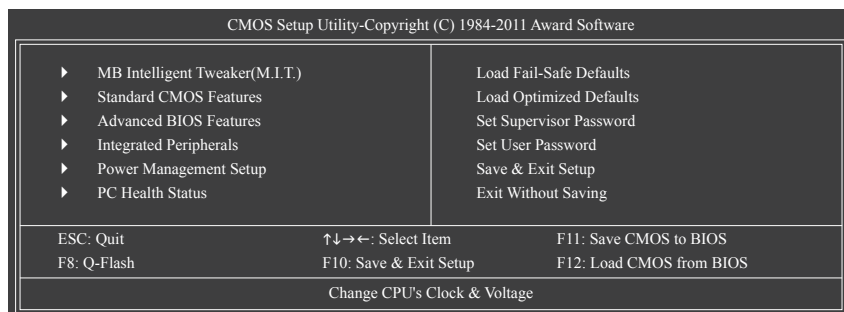 CMOS Setup Utility-Copyright (C) 1984-2011 Award Software
MB Intelligent Tweaker(M.I.T.)
Standard CMOS Features
Advanced BIOS Features
Integrated Peripherals
Power Management Setup
PC Health Status
Load Fail-Safe Defaults
Load Optimized Defaults
Set Supervisor Password
Set User Password
Save & Exit Setup
Exit Without Saving
ESC: Quit ↑↓→←: Select Item F11: Save CMOS to BIOS
F8: Q-Flash F10: Save & Exit Setup F12: Load CMOS from BIOS
Change CPU's Clock & Voltage